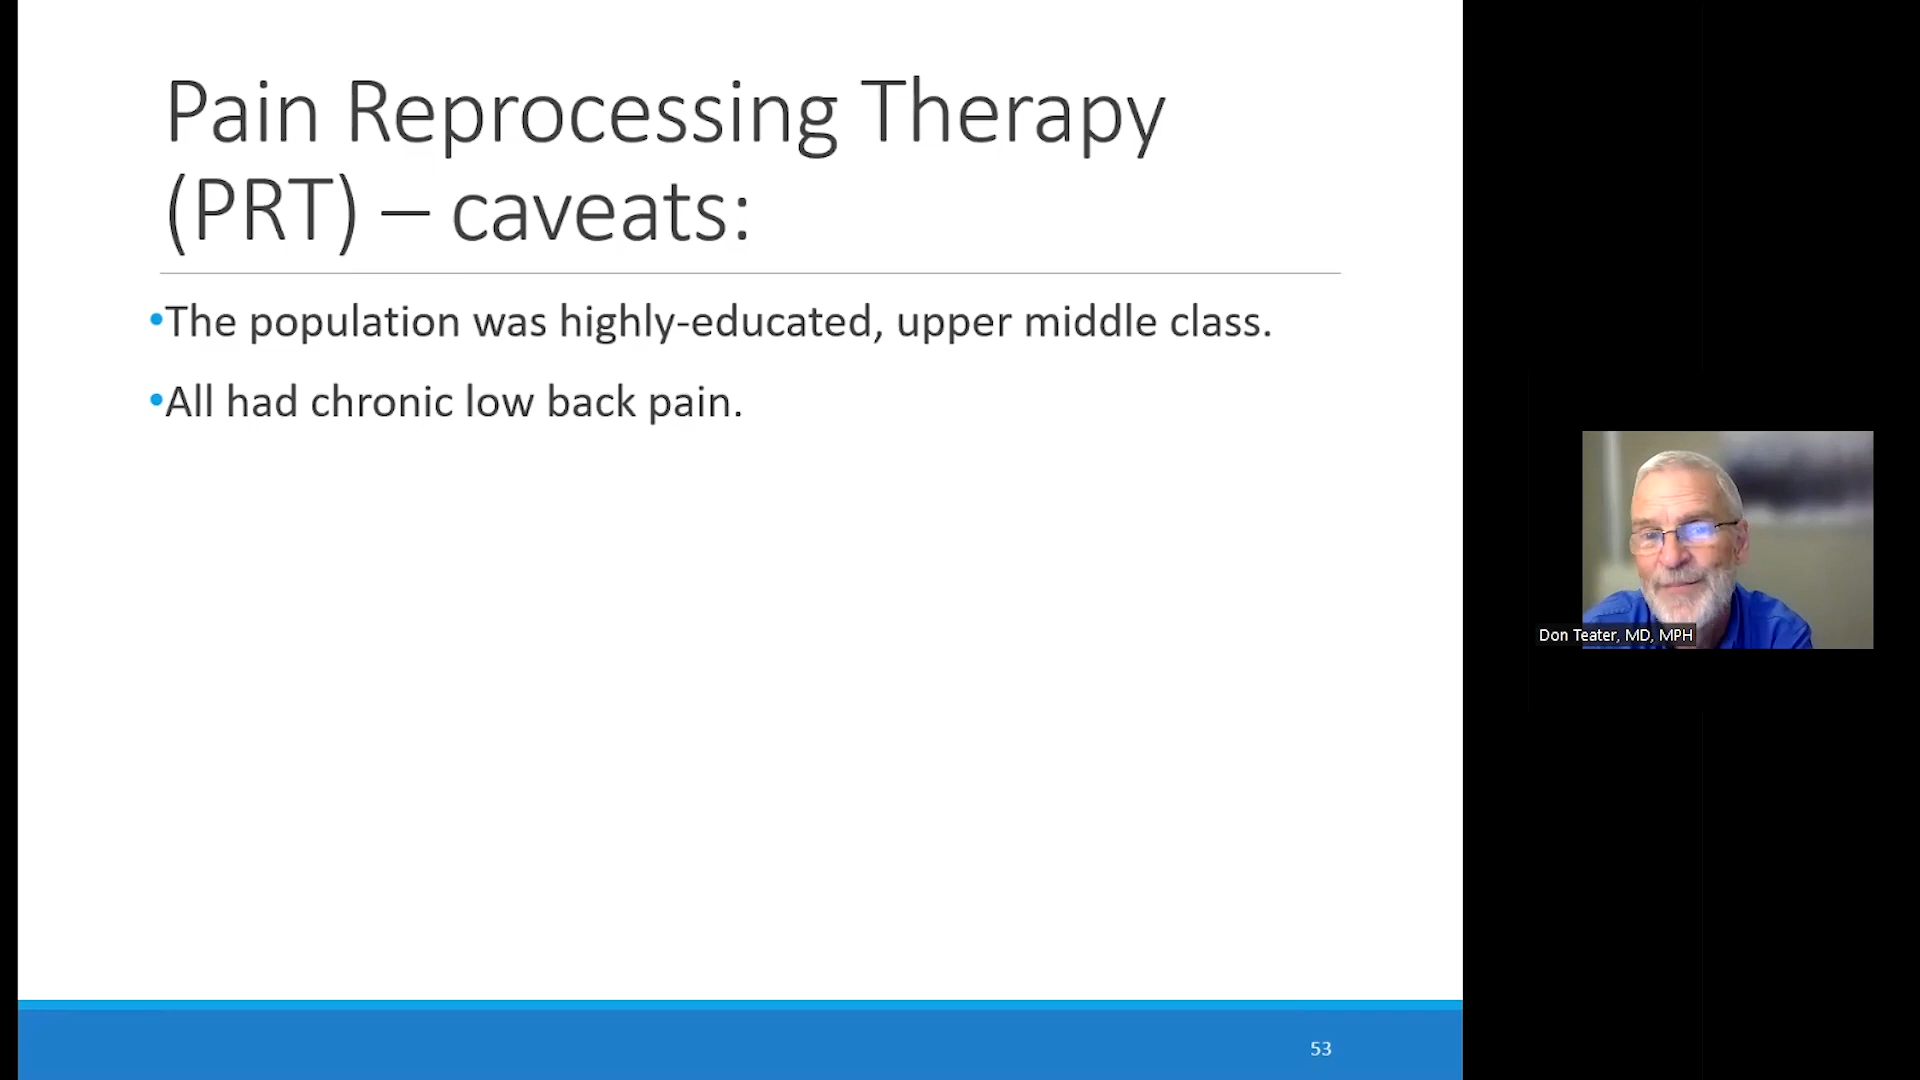 Pain Reprocessing Therapy
(PRT) – caveats:
•The population was highly-educated, upper middle class.
•All had chronic low back pain.
Don Teater, MD, MPH
53